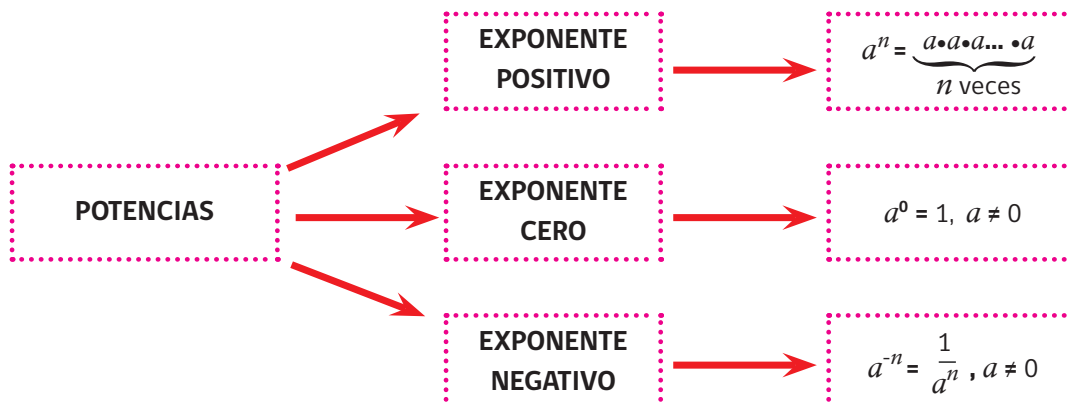 EXPONENTE
POSITIVO
aⁿ = a•a•a... •a
n veces
POTENCIAS
EXPONENTE
CERO
a⁰ = 1, a ≠ 0
EXPONENTE
NEGATIVO
a⁻ⁿ = 1/aⁿ , a ≠ 0